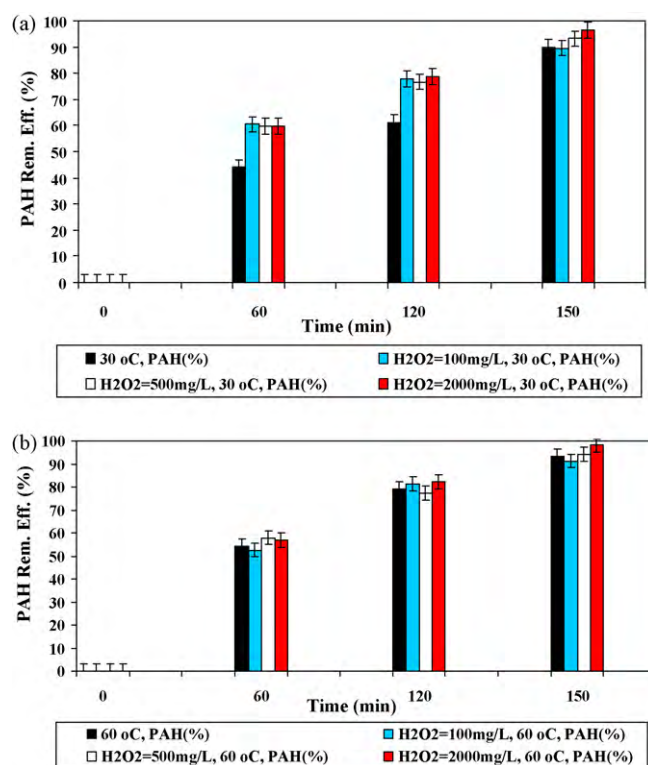 (a)
100
90
80
70
60
50
40
30
20
10
0
PAH Rem. Eff. (%)
0 60 120 150
Time (min)
30 oC, PAH(%) H2O2=100mg/L, 30 oC, PAH(%)
H2O2=500mg/L, 30 oC, PAH(%) H2O2=2000mg/L, 30 oC, PAH(%)
(b)
100
90
80
70
60
50
40
30
20
10
0
PAH Rem. Eff. (%)
0 60 120 150
Time (min)
60 oC, PAH(%) H2O2=100mg/L, 60 oC, PAH(%)
H2O2=500mg/L, 60 oC, PAH(%) H2O2=2000mg/L, 60 oC, PAH(%)